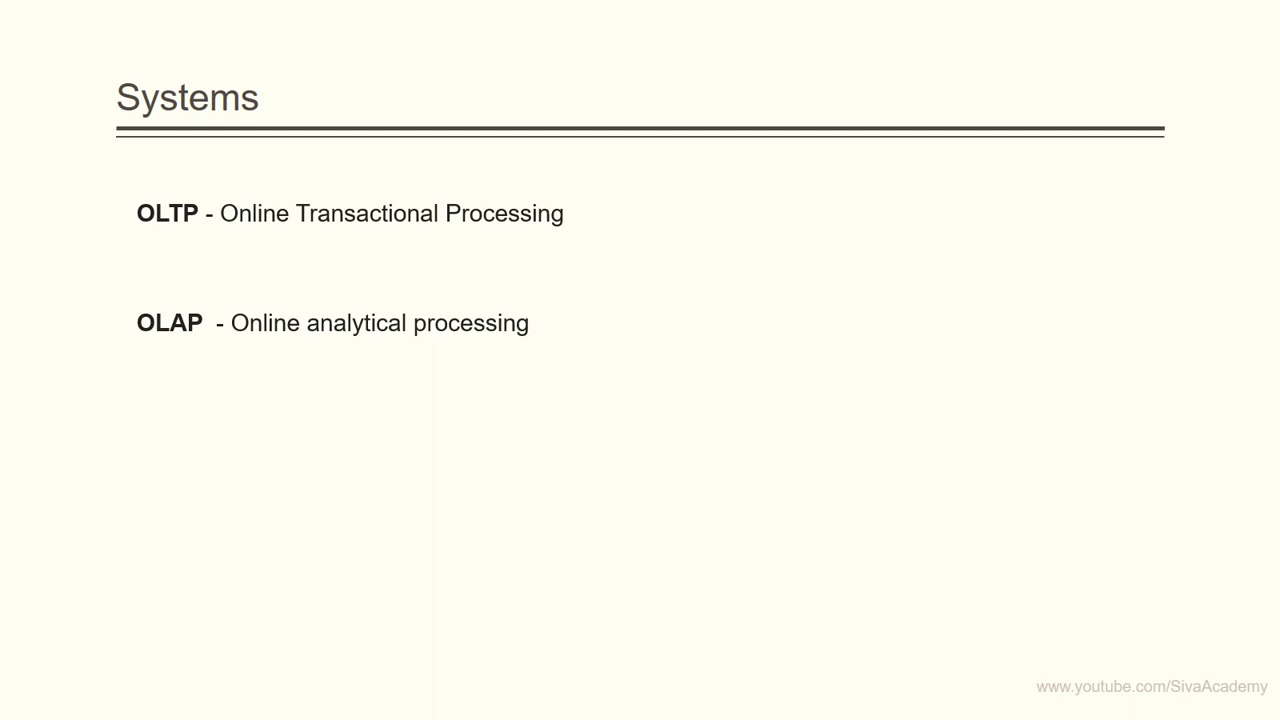 Systems
OLTP - Online Transactional Processing
OLAP  - Online analytical processing
www.youtube.com/SivaAcademy